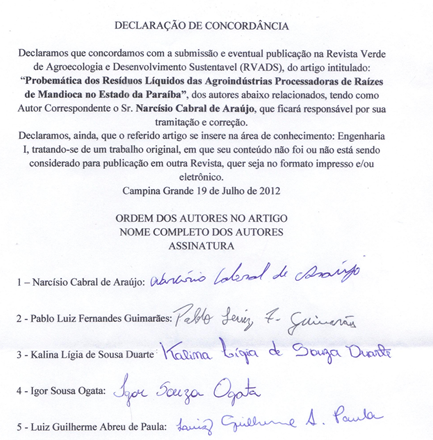 DECLARAÇÃO DE CONCORDÂNCIA
Declaramos que concordamos com a submissão e eventual publicação na Revista Verde
de Agroecologia e Desenvolvimento Sustentavel (RVADS), do artigo intitulado:
“Probemática dos Resíduos Líquidos das Agroindústrias Processadoras de Raízes
de Mandioca no Estado da Paraíba”, dos autores abaixo relacionados, tendo como
Autor Correspondente o Sr. Narcísio Cabral de Araújo, que ficará responsável por sua
tramitação e correção.
Declaramos, ainda, que o referido artigo se insere na área de conhecimento: Engenharia
I, tratando-se de um trabalho original, em que seu conteúdo não foi ou não está sendo
considerado para publicação em outra Revista, quer seja no formato impresso e/ou
eletrônico.
Campina Grande 19 de Julho de 2012
ORDEM DOS AUTORES NO ARTIGO
NOME COMPLETO DOS AUTORES
ASSINATURA
1 – Narcísio Cabral de Araújo: Narcísio Cabral de Araújo
2 - Pablo Luiz Fernandes Guimarães: Pablo Luiz F. Guimarães
3 - Kalina Lígia de Sousa Duarte Kalina Lígia de Souza Duarte
4 - Igor Sousa Ogata: Igor Souza Ogata
5 - Luiz Guilherme Abreu de Paula: Luiz Guilherme A. Paula